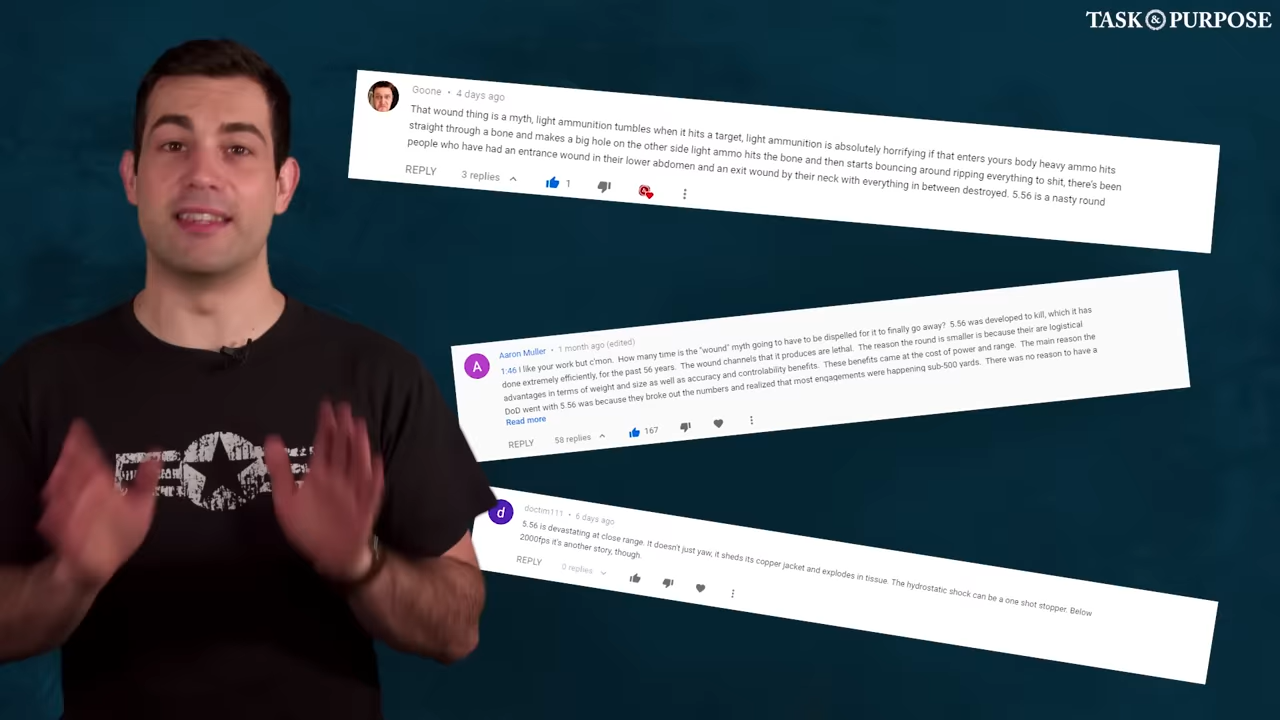 TASK & PURPOSE
Goone • 4 days ago
That wound thing is a myth, light ammunition tumbles when it hits a target, light ammunition is absolutely horrifying if that enters yours body heavy ammo hits
straight through a bone and makes a big hole on the other side light ammo hits the bone and then starts bouncing around ripping everything to shit, there's been
people who have had an entrance wound in their lower abdomen and an exit wound by their neck with everything in between destroyed. 5.56 is a nasty round
REPLY 3 replies 1
A
Aaron Muller • 1 month ago (edited)
1:46 I like your work but c'mon. How many time is the "wound" myth going to have to be dispelled for it to finally go away? 5.56 was developed to kill, which it has
done extremely efficiently, for the past 56 years. The wound channels that it produces are lethal. The reason the round is smaller is because their are logistical
advantages in terms of weight and size as well as accuracy and controlability benefits. These benefits came at the cost of power and range. The main reason the
DoD went with 5.56 was because they broke out the numbers and realized that most engagements were happening sub-500 yards. There was no reason to have a
Read more
REPLY 58 replies 167
d
doctim111 • 6 days ago
5.56 is devastating at close range. It doesn't just yaw, it sheds its copper jacket and explodes in tissue. The hydrostatic shock can be a one shot stopper. Below
2000fps it's another story, though.
REPLY 0 replies